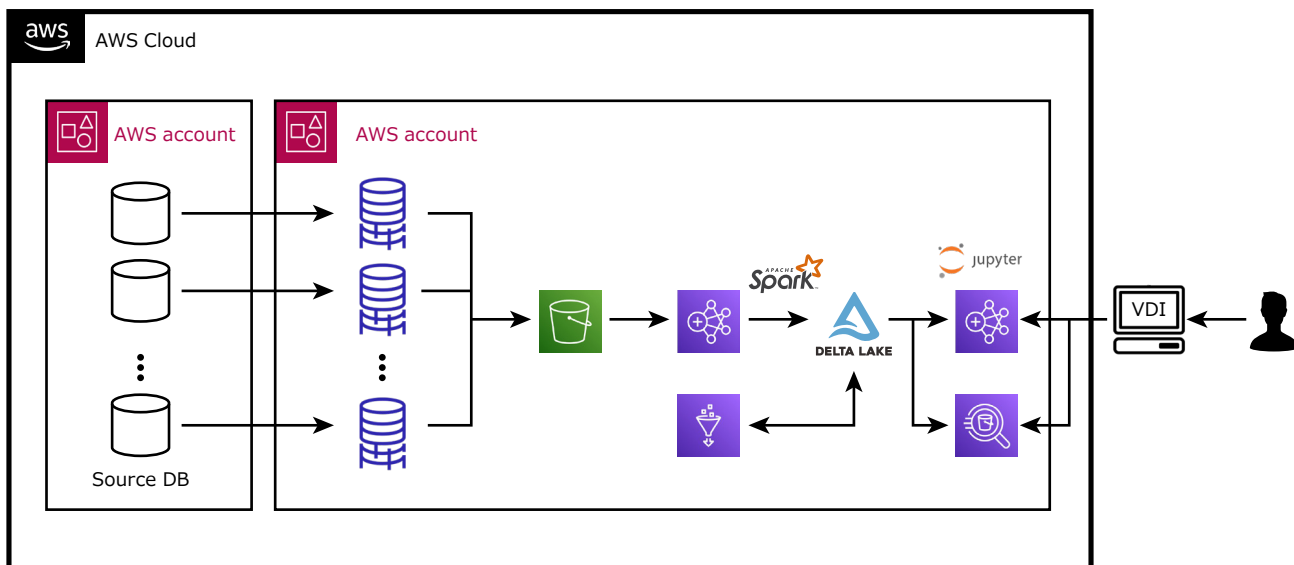 aws
AWS Cloud
AWS account
AWS account
APACHE
Spark
jupyter
DELTA LAKE
VDI
Source DB